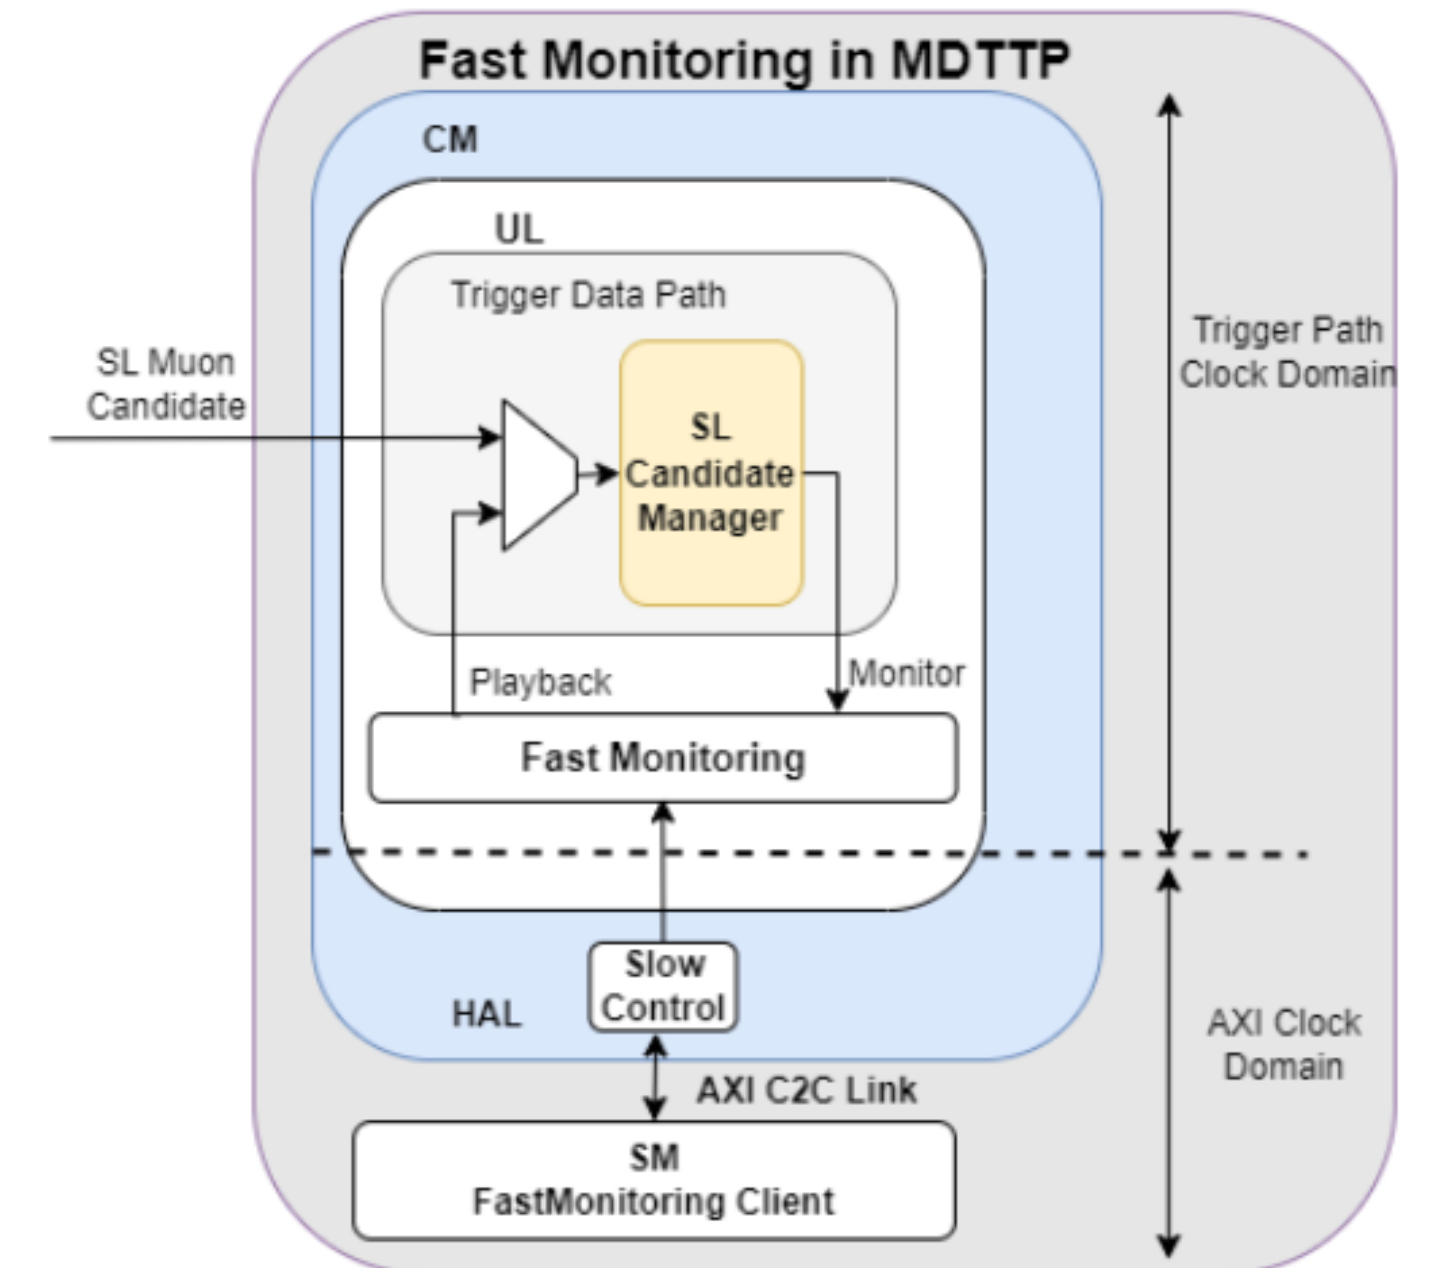 Fast Monitoring in MDTTP
CM
UL
Trigger Data Path
SL Muon
Candidate
SL
Candidate
Manager
Trigger Path
Clock Domain
Playback
Monitor
Fast Monitoring
Slow
Control
HAL
AXI Clock
Domain
AXI C2C Link
SM
FastMonitoring Client